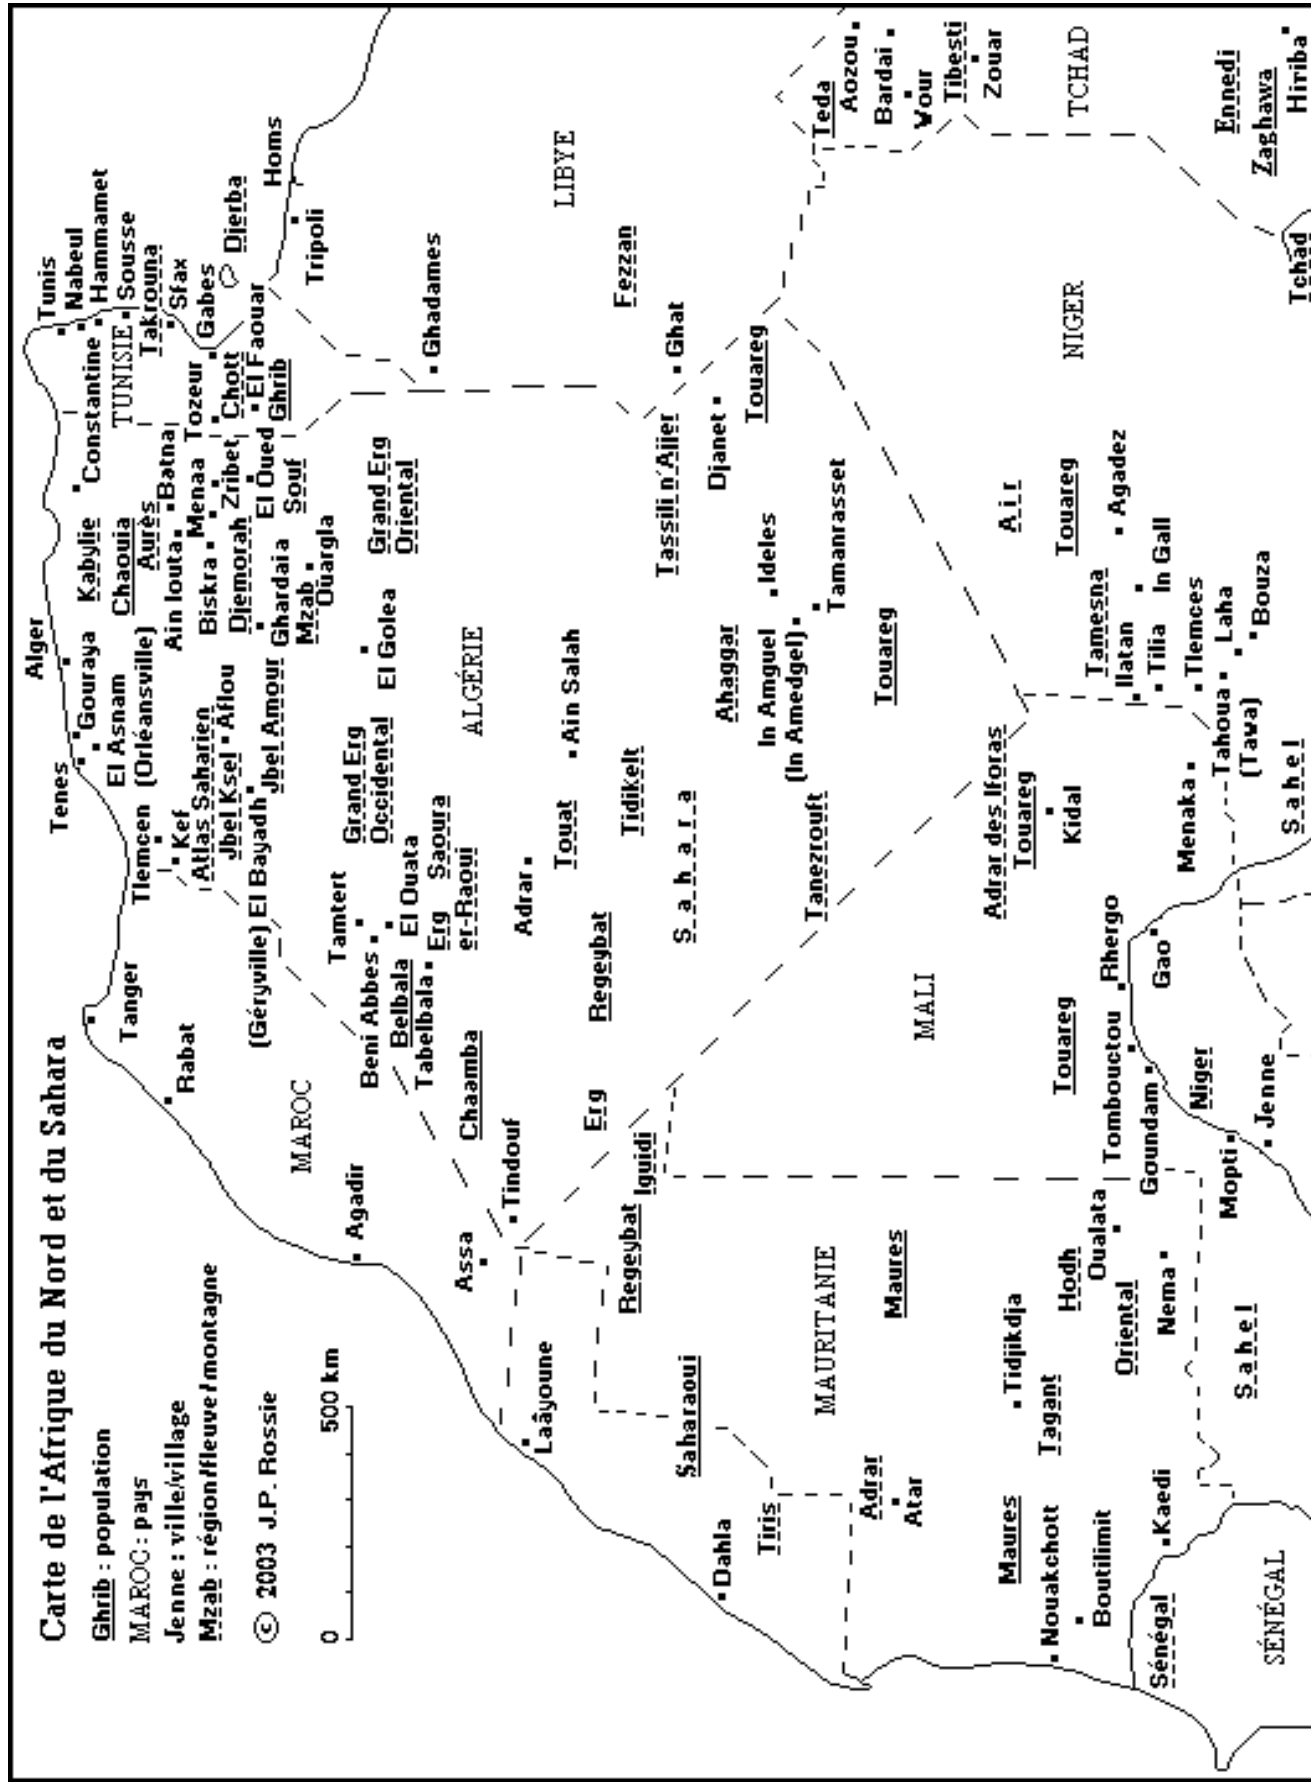 Carte de l'Afrique du Nord et du Sahara
Ghrib : population
MAROC : pays
Jenne : ville/village
Mzab : région/fleuve/montagne
© 2003 J.P. Rossie
0
500 km
Tanger
Rabat
MAROC
Agadir
Assa
Tindouf
Laâyoune
Dahla
Saharaoui
Tiris
Regeybat
Iguidi
Erg
Chaamba
Tenes
Alger
Gouraya
El Asnam
(Orléansville)
Tlemcen
Kef
Atlas Saharien
Jbel Ksel
Aflou
(Géryville) El Bayadh
Jbel Amour
Kabylie
Chaouia
Aurès
Constantine
Batna
Ain Touta
Menaa
Biskra
Zribet
Djemorah
El Oued
Souf
Ghardaia
Mzab
Ouargla
Tunis
Nabeul
Hammamet
Sousse
TUNISIE
Takrouna
Sfax
Gabes
Tozeur
Chott
El Faouar
Ghrib
Djerba
Homs
Tripoli
Ghadames
LIBYE
Fezzan
Ghat
Grand Erg
Oriental
Grand Erg
Occidental
El Golea
Tamtert
Beni Abbes
El Ouata
Belbala
Tabelbala
Erg
er-Raoui
Saoura
ALGÉRIE
Adrar
Touat
Ain Salah
Tidikelt
Regeybat
Sahara
Tassili n'Ajjer
Djanet
Touareg
Ahaggar
Ideles
In Amguel
(In Amedgel)
Tamanrasset
Tanezrouft
Touareg
Teda
Aozou
Bardai
Wour
Tibesti
Zouar
TCHAD
Ennedi
Zaghawa
Hiriba
Tchad
NIGER
Air
Touareg
Agadez
Tamesna
In Gall
Ilatan
Tilia
Tlemces
Tahoua
(Tawa)
Laha
Bouza
Sahel
MALI
Adrar des Iforas
Touareg
Kidal
Menaka
Touareg
Rhergo
Gao
Tombouctou
Goundam
Niger
Mopti
Jenne
MAURITANIE
Maures
Adrar
Atar
Tidjikdja
Tagant
Hodh
Oriental
Oualata
Nema
Sahel
Maures
Nouakchott
Boutilimit
Kaedi
Sénégal
SÉNÉGAL